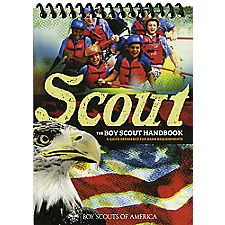 Scout
THE BOY SCOUT HANDBOOK
A QUICK REFERENCE FOR RANK REQUIREMENTS
BOY SCOUTS OF AMERICA